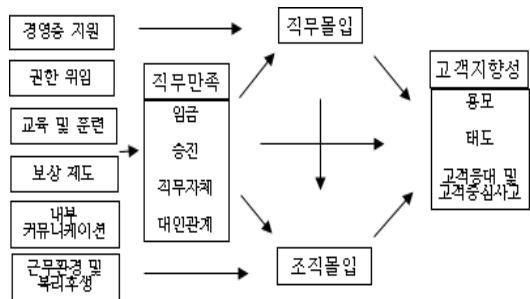 경영층 지원
권한 위임
교육 및 훈련
보상 제도
내부
커뮤니케이션
근무환경 및
복리후생
직무만족
임금
승진
직무자체
대인관계
직무몰입
조직몰입
고객지향성
용모
태도
고객응대 및
고객중심사고